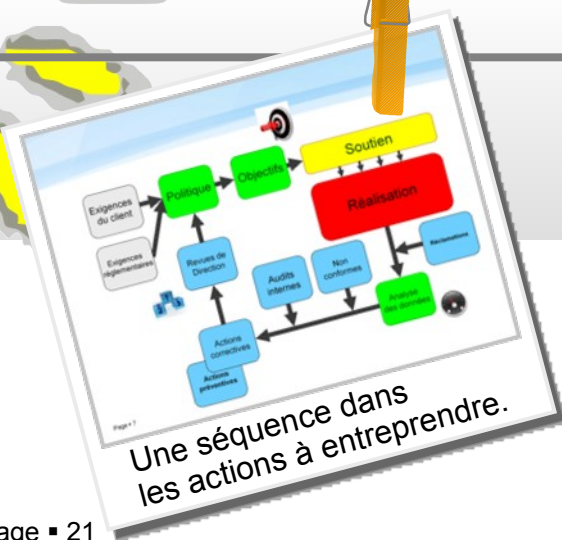 Soutien
Politique
Objectifs
Réalisation
Exigences
du client
Exigences
réglementaires
Revues de
Direction
Audits
internes
Non
conformes
Réclamations
Analyse
des données
Actions
correctives
Actions
préventives
Page ▪ 7
Une séquence dans
les actions à entreprendre.
age ▪ 21